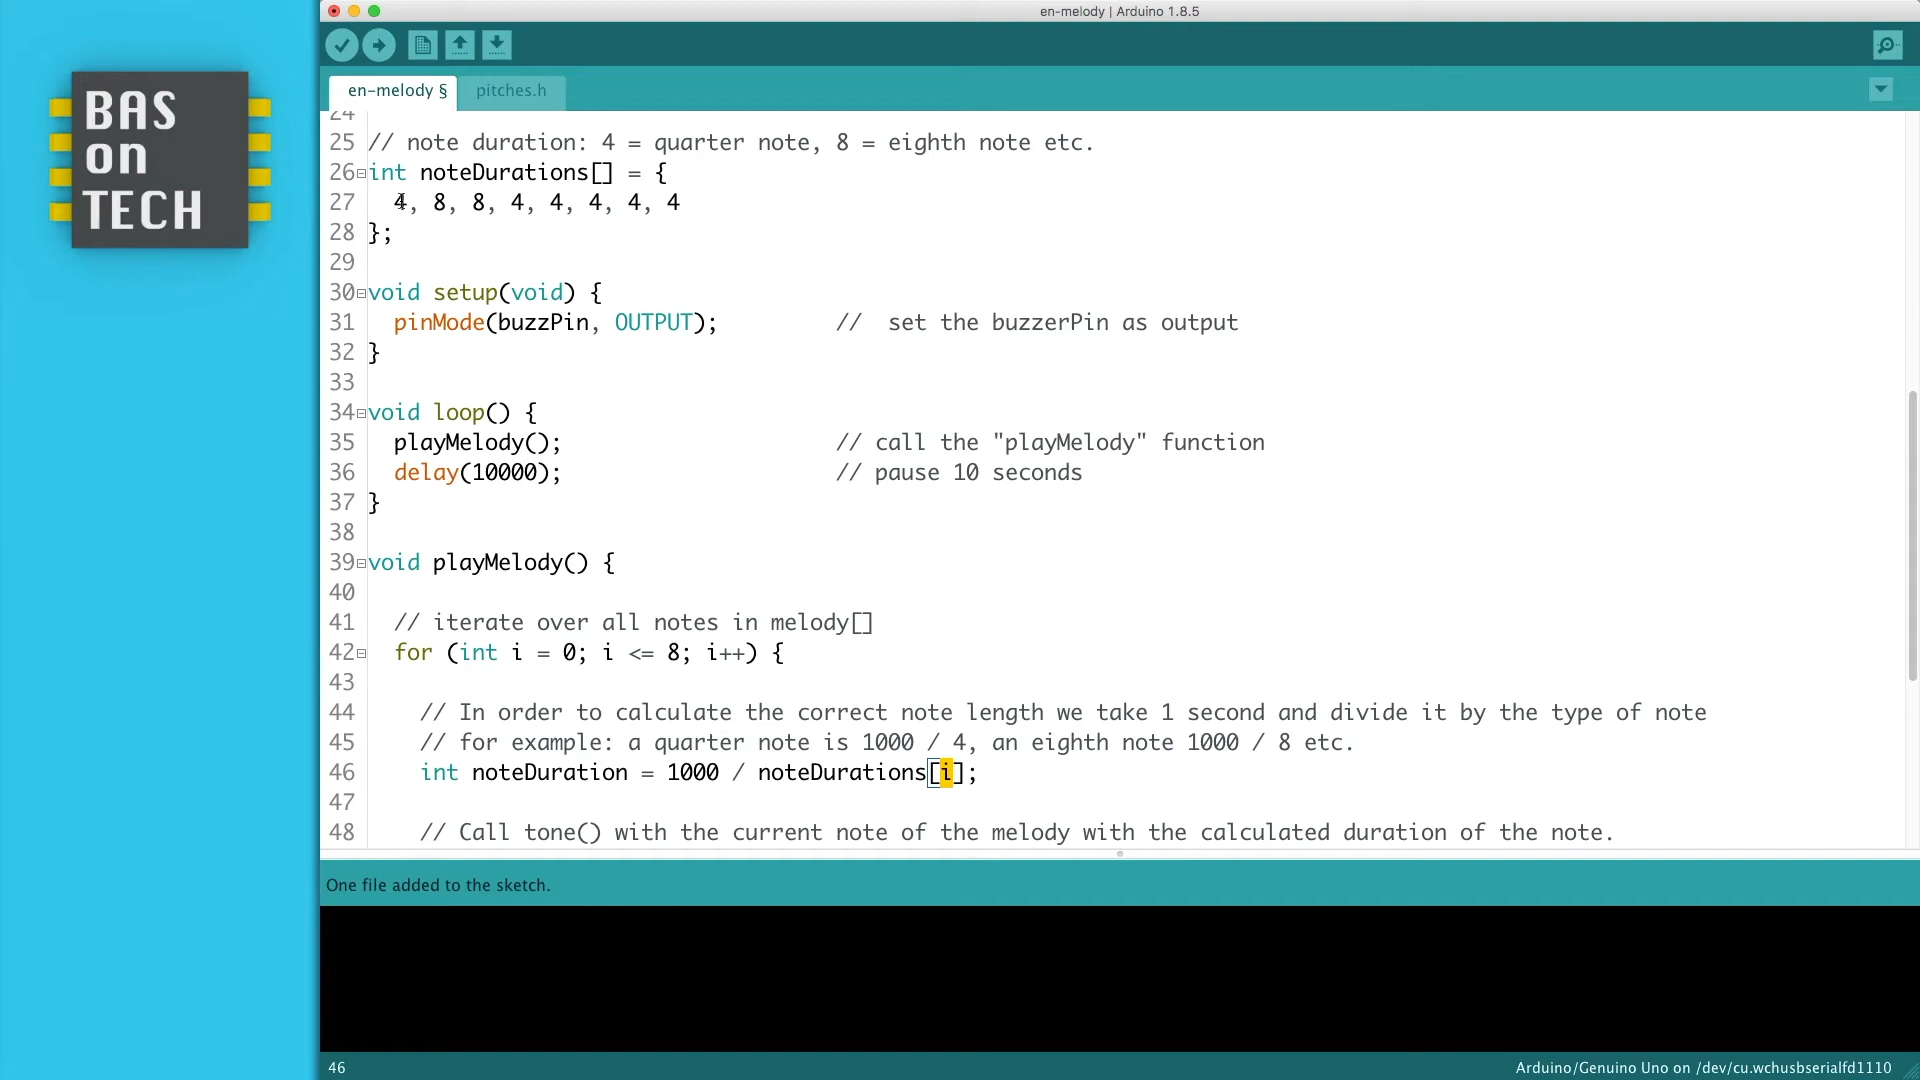 BAS
on
TECH
en-melody | Arduino 1.8.5
en-melody §
pitches.h
24
25 // note duration: 4 = quarter note, 8 = eighth note etc.
26 int noteDurations[] = {
27 4, 8, 8, 4, 4, 4, 4, 4
28 };
29
30 void setup(void) {
31 pinMode(buzzPin, OUTPUT); // set the buzzerPin as output
32 }
33
34 void loop() {
35 playMelody(); // call the "playMelody" function
36 delay(10000); // pause 10 seconds
37 }
38
39 void playMelody() {
40
41 // iterate over all notes in melody[]
42 for (int i = 0; i <= 8; i++) {
43
44 // In order to calculate the correct note length we take 1 second and divide it by the type of note
45 // for example: a quarter note is 1000 / 4, an eighth note 1000 / 8 etc.
46 int noteDuration = 1000 / noteDurations[i];
47
48 // Call tone() with the current note of the melody with the calculated duration of the note.
One file added to the sketch.
46
Arduino/Genuino Uno on /dev/cu.wchusbserialfd1110